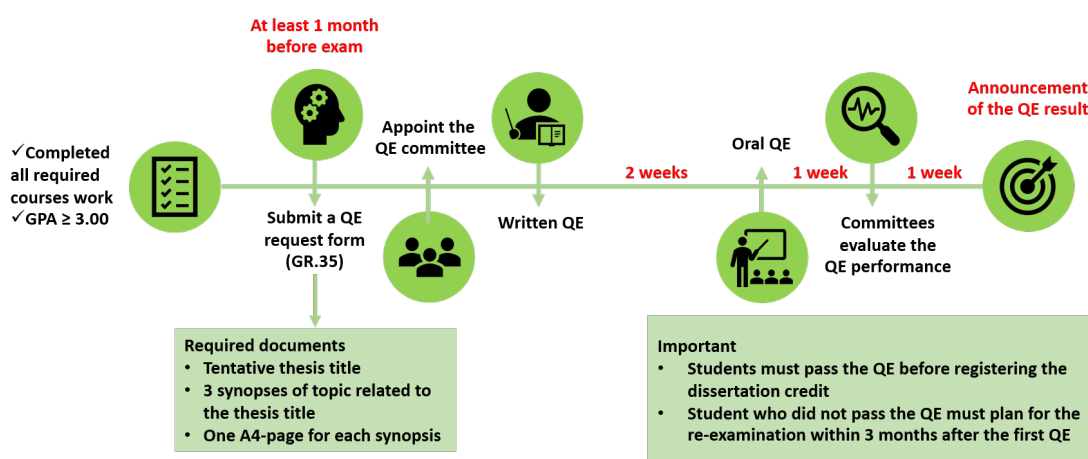 ✓Completed
all required
courses work
✓GPA ≥ 3.00
At least 1 month
before exam
Submit a QE
request form
(GR.35)
Appoint the
QE committee
Written QE
2 weeks
Oral QE
1 week
Committees
evaluate the
QE performance
1 week
Announcement
of the QE result
Required documents
• Tentative thesis title
• 3 synopses of topic related to
the thesis title
• One A4-page for each synopsis
Important
• Students must pass the QE before registering the
dissertation credit
• Student who did not pass the QE must plan for the
re-examination within 3 months after the first QE